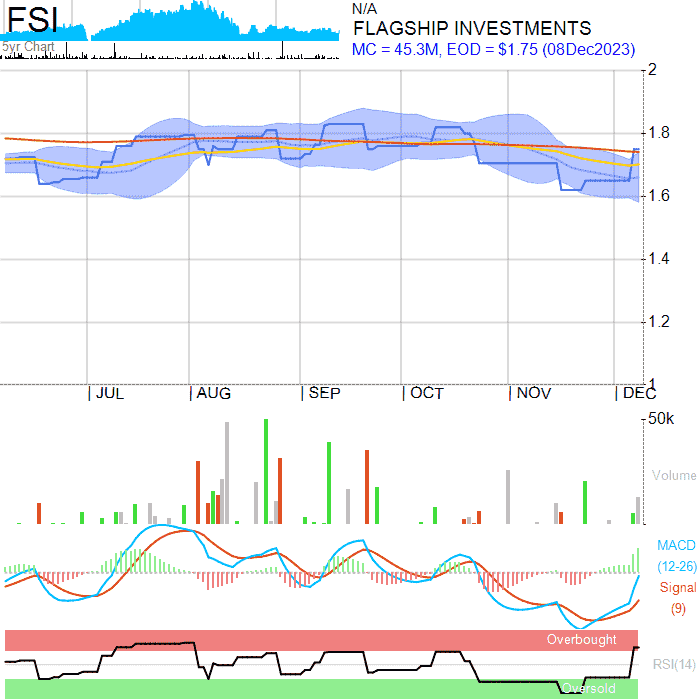 FSI
5yr Chart
N/A
FLAGSHIP INVESTMENTS
MC = 45.3M, EOD = $1.75 (08Dec2023)
2
1.8
1.6
1.4
1.2
1
JUL AUG SEP OCT NOV DEC
50k
Volume
MACD
(12-26)
Signal
(9)
Overbought
RSI(14)
Oversold